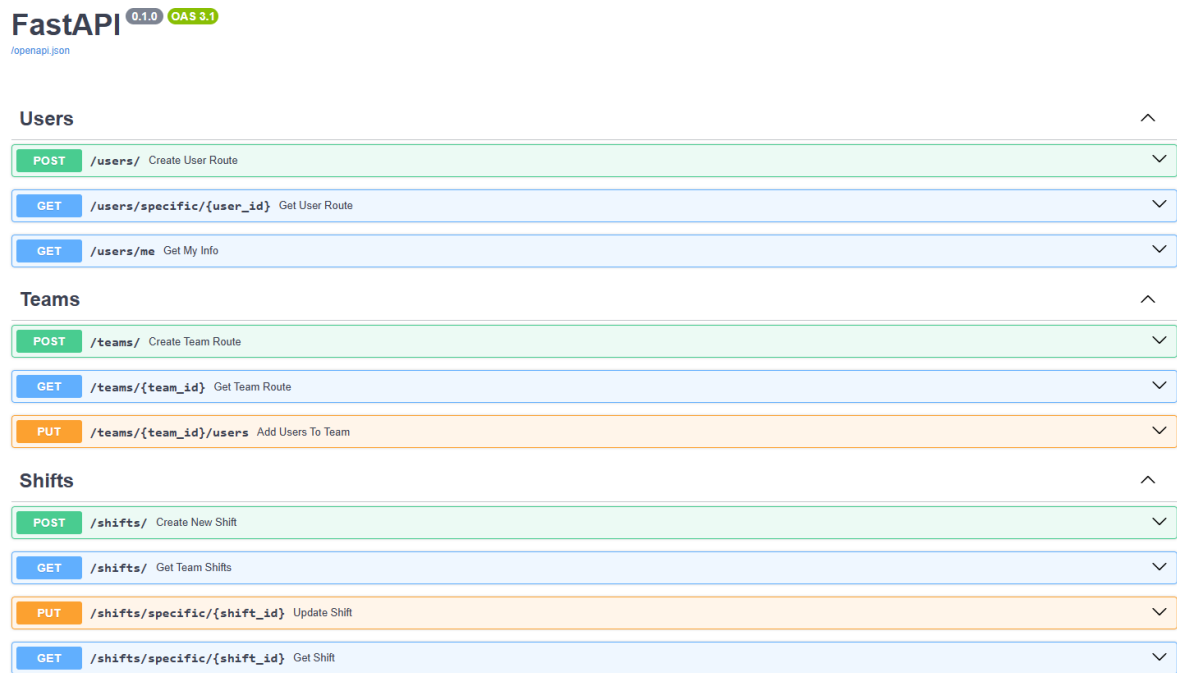 FastAPI 0.1.0 OAS 3.1
/openapi.json
Users
POST /users/ Create User Route
GET /users/specific/{user_id} Get User Route
GET /users/me Get My Info
Teams
POST /teams/ Create Team Route
GET /teams/{team_id} Get Team Route
PUT /teams/{team_id}/users Add Users To Team
Shifts
POST /shifts/ Create New Shift
GET /shifts/ Get Team Shifts
PUT /shifts/specific/{shift_id} Update Shift
GET /shifts/specific/{shift_id} Get Shift